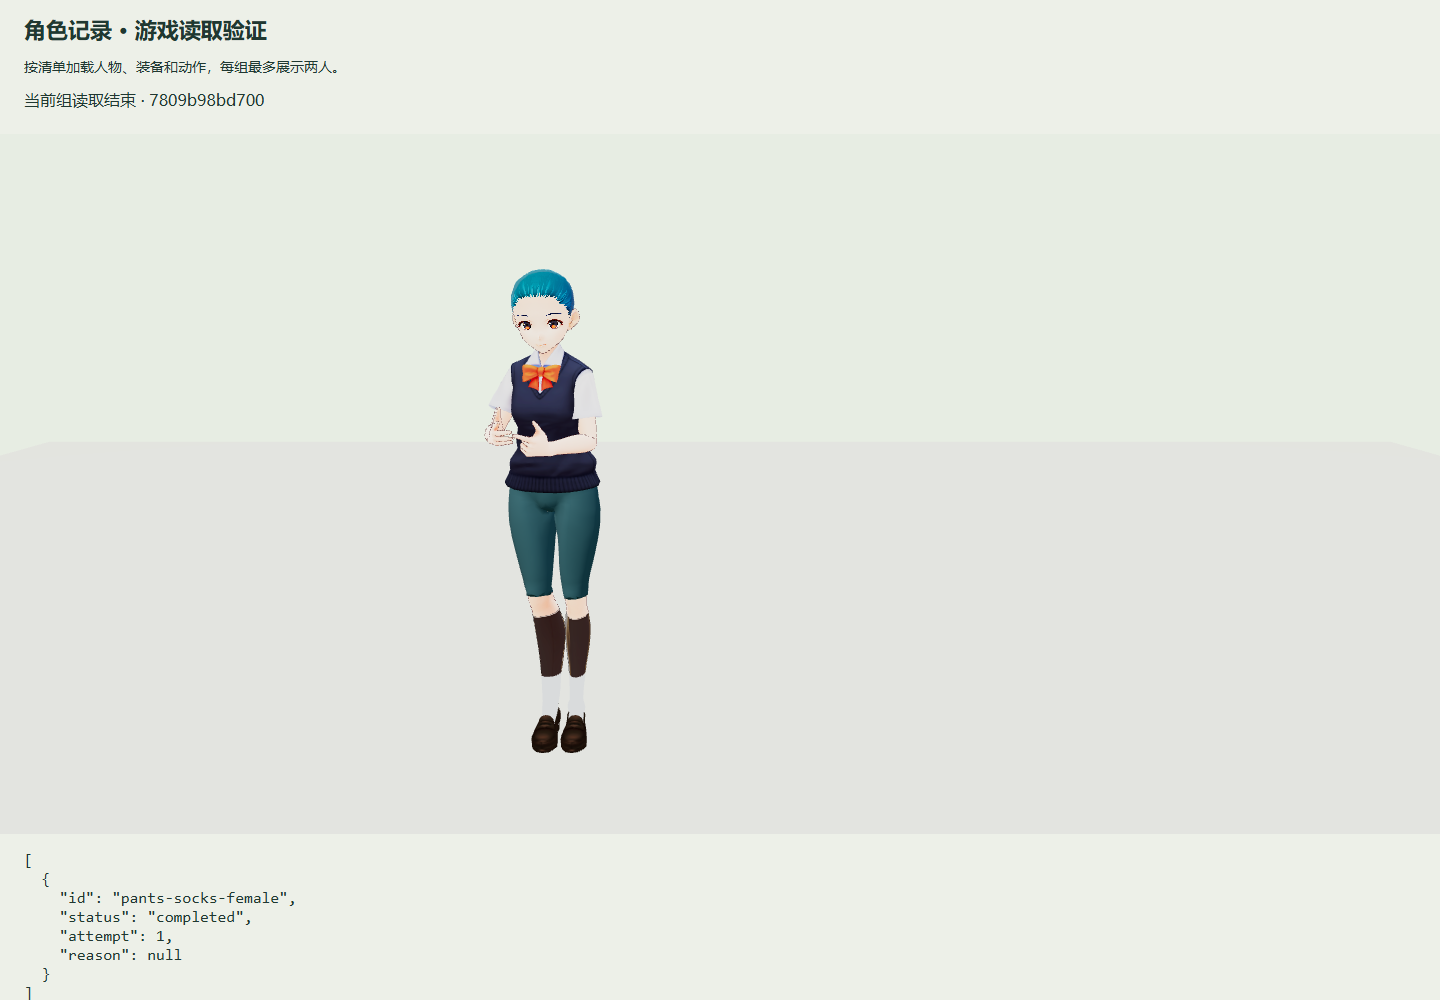 角色记录 • 游戏读取验证
按清单加载人物、装备和动作，每组最多展示两人。
当前组读取结束 · 7809b98bd700
[
  {
    "id": "pants-socks-female",
    "status": "completed",
    "attempt": 1,
    "reason": null
  }
]